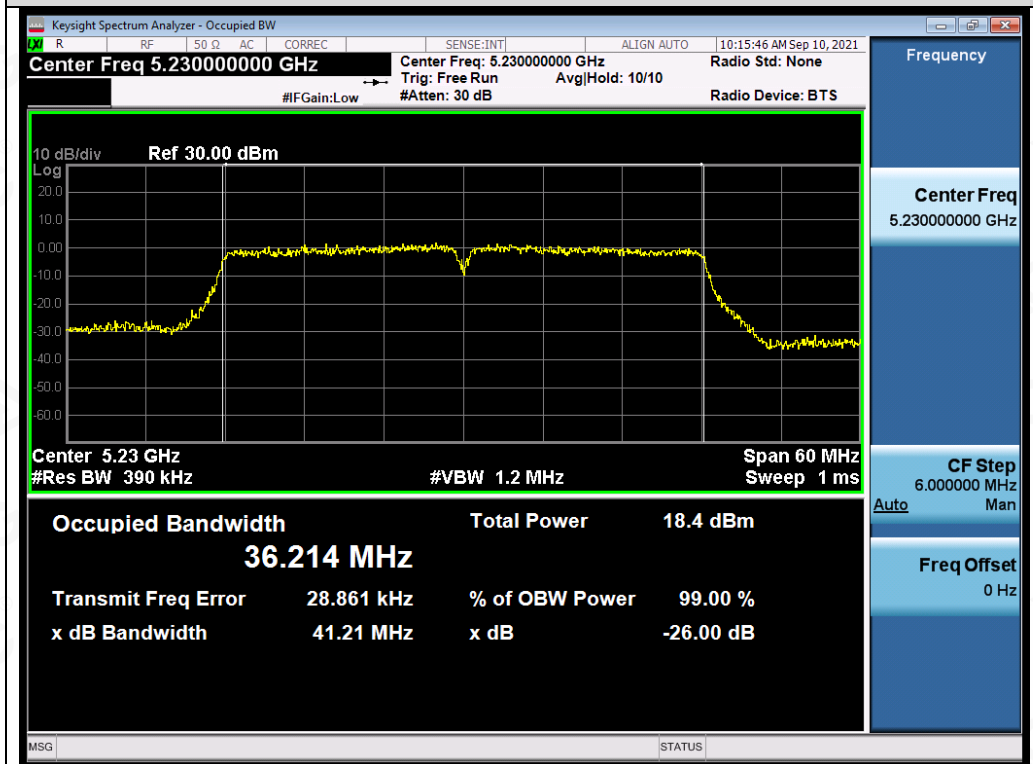 Keysight Spectrum Analyzer - Occupied BW
LXI R RF 50 Ω AC CORREC SENSE:INT ALIGN AUTO 10:15:46 AM Sep 10, 2021
Center Freq 5.230000000 GHz Center Freq: 5.230000000 GHz Radio Std: None
Trig: Free Run Avg|Hold: 10/10
#IFGain:Low #Atten: 30 dB Radio Device: BTS
10 dB/div Ref 30.00 dBm
Log
20.0
10.0
0.00
-10.0
-20.0
-30.0
-40.0
-50.0
-60.0
Center 5.23 GHz Span 60 MHz
#Res BW 390 kHz #VBW 1.2 MHz Sweep 1 ms
Occupied Bandwidth Total Power 18.4 dBm
36.214 MHz
Transmit Freq Error 28.861 kHz % of OBW Power 99.00 %
x dB Bandwidth 41.21 MHz x dB -26.00 dB
MSG STATUS
Frequency
Center Freq
5.230000000 GHz
CF Step
6.000000 MHz
Auto Man
Freq Offset
0 Hz